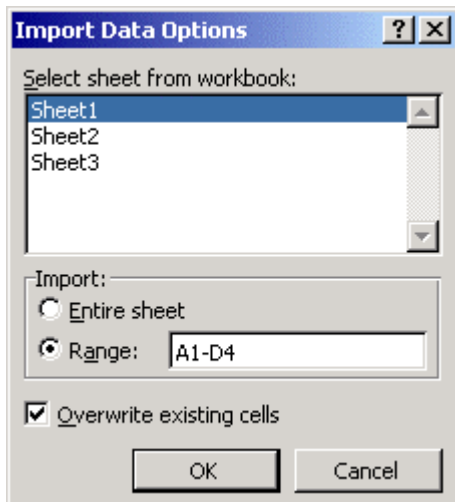 Import Data Options
Select sheet from workbook:
Sheet1
Sheet2
Sheet3
Import:
Entire sheet
Range: A1-D4
Overwrite existing cells
OK Cancel